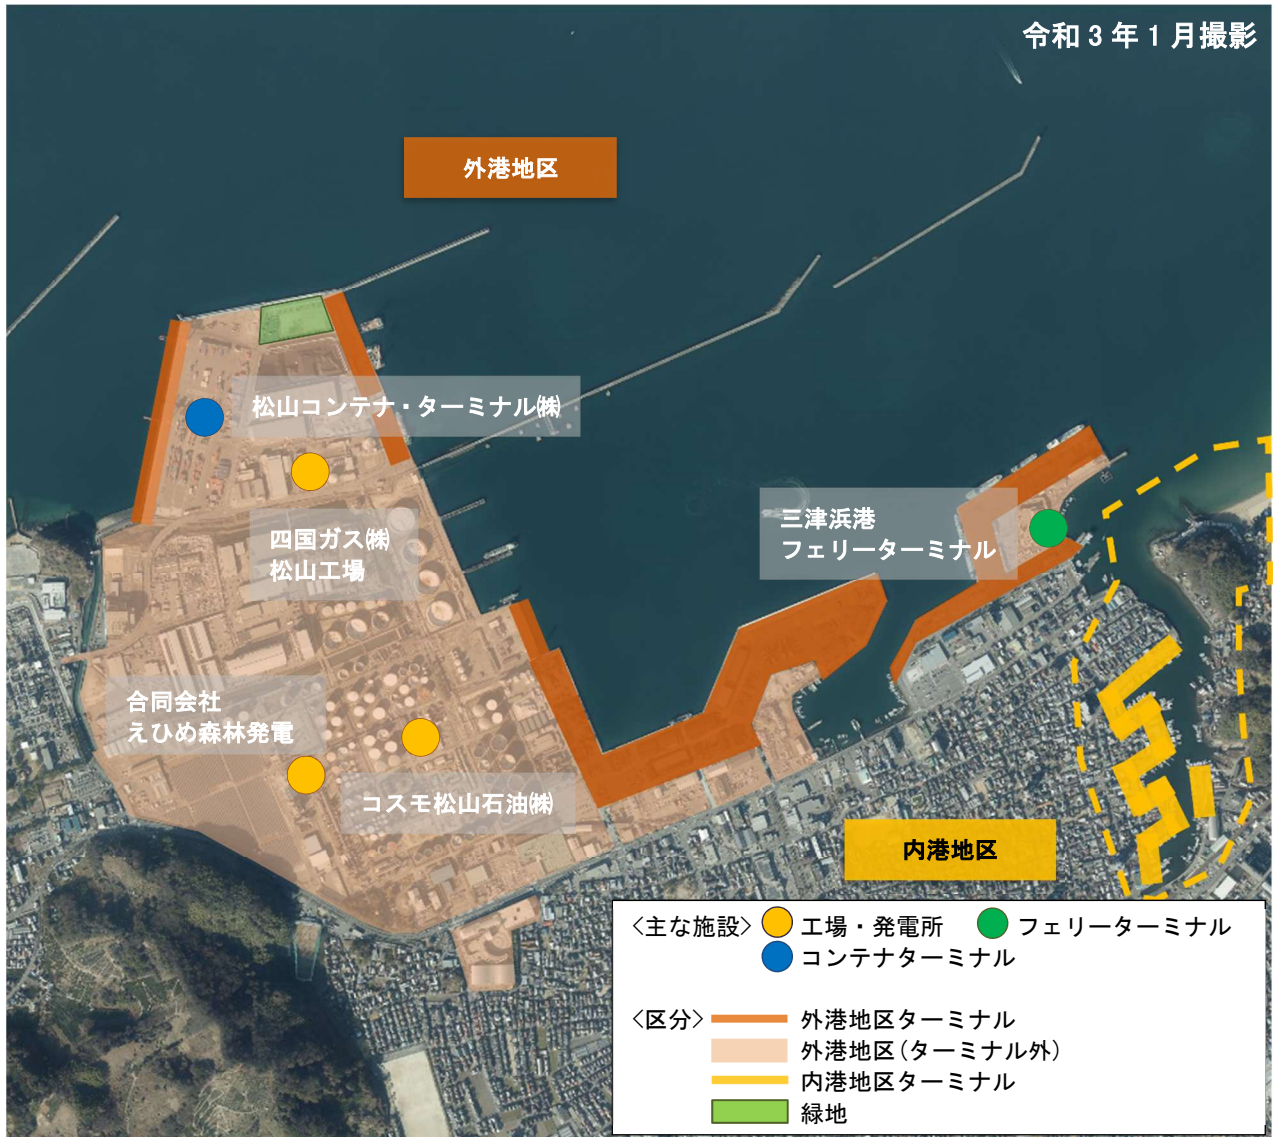 令和3年1月撮影
外港地区
松山コンテナ・ターミナル㈱
四国ガス㈱
松山工場
三津浜港
フェリーターミナル
合同会社
えひめ森林発電
コスモ松山石油㈱
内港地区
<主な施設> 工場・発電所 フェリーターミナル
コンテナターミナル
<区分> 外港地区ターミナル
外港地区(ターミナル外)
内港地区ターミナル
緑地